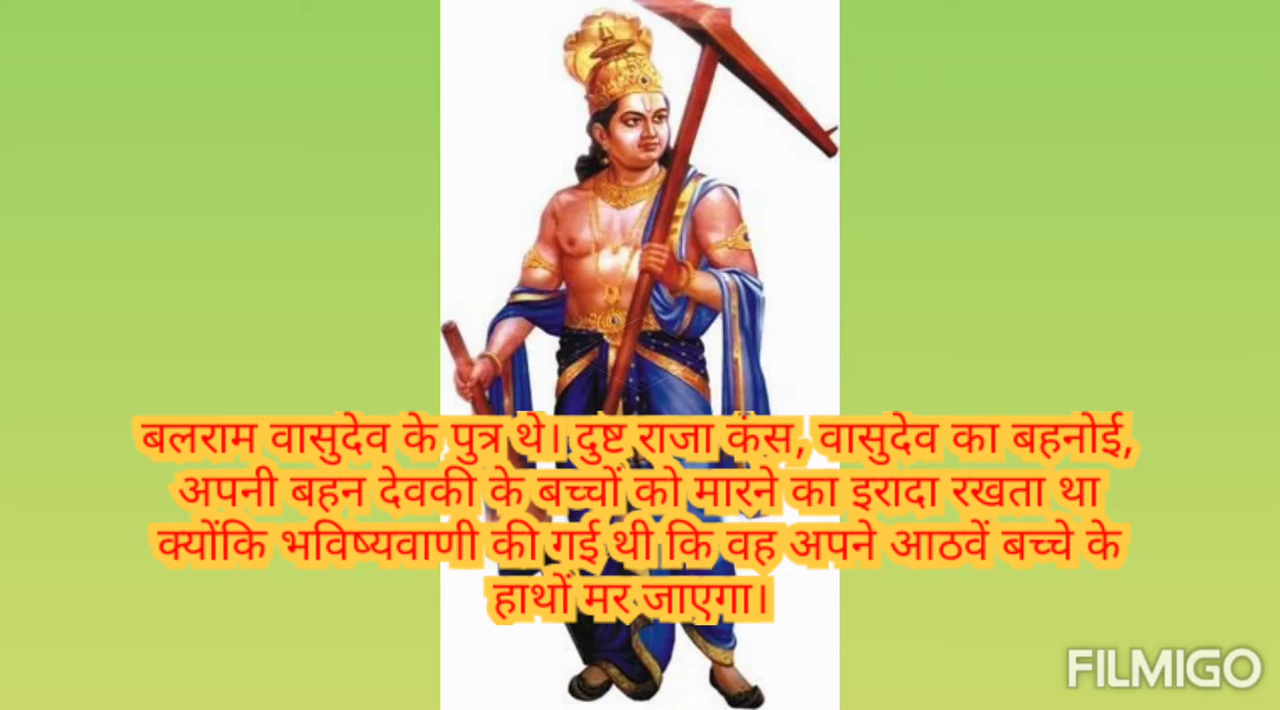 बलराम वासुदेव के पुत्र थे। दुष्ट राजा कंस, वासुदेव का बहनोई,
अपनी बहन देवकी के बच्चों को मारने का इरादा रखता था
क्योंकि भविष्यवाणी की गई थी कि वह अपने आठवें बच्चे के
हाथों मर जाएगा।
FILMIGO